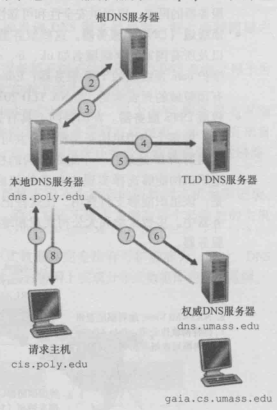 根DNS服务器
2
3
4
5
本地DNS服务器
dns.poly.edu
TLD DNS服务器
1
8
7
6
请求主机
cis.poly.edu
权威DNS服务器
dns.umass.edu
gaia.cs.umass.edu